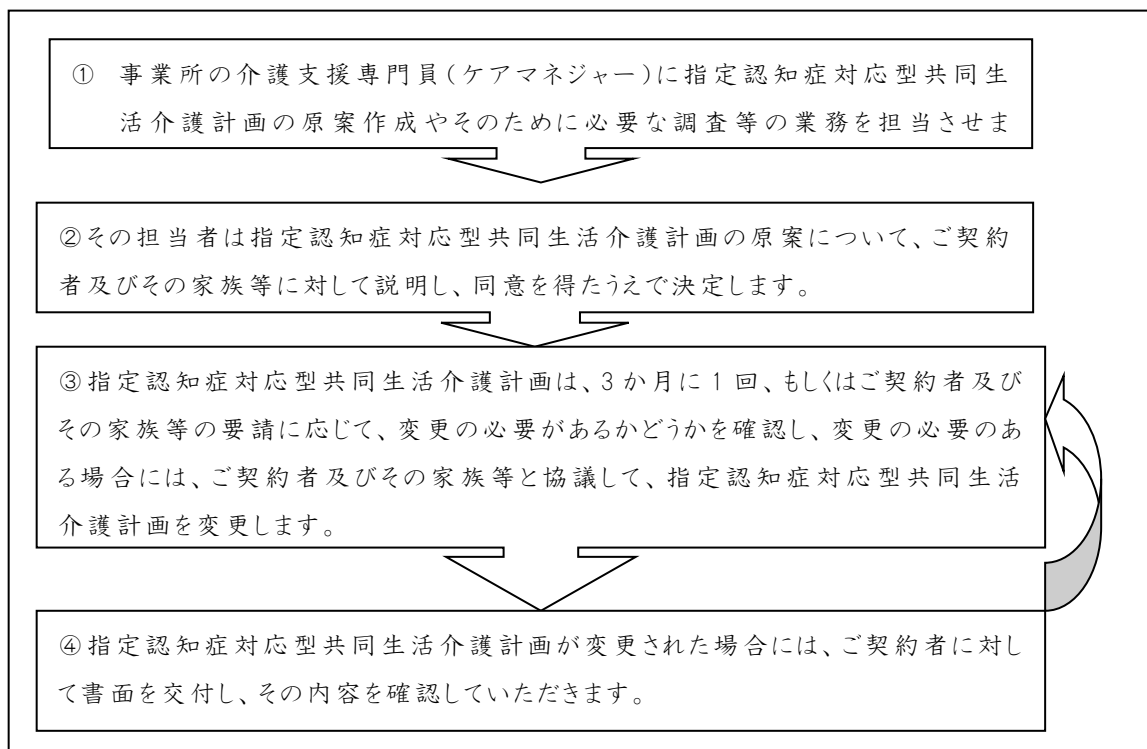 ① 事業所の介護支援専門員(ケアマネジャー)に指定認知症対応型共同生
活介護計画の原案作成やそのために必要な調査等の業務を担当させま
②その担当者は指定認知症対応型共同生活介護計画の原案について、ご契約
者及びその家族等に対して説明し、同意を得たうえで決定します。
③指定認知症対応型共同生活介護計画は、3か月に1回、もしくはご契約者及び
その家族等の要請に応じて、変更の必要があるかどうかを確認し、変更の必要のあ
る場合には、ご契約者及びその家族等と協議して、指定認知症対応型共同生活
介護計画を変更します。
④指定認知症対応型共同生活介護計画が変更された場合には、ご契約者に対し
て書面を交付し、その内容を確認していただきます。